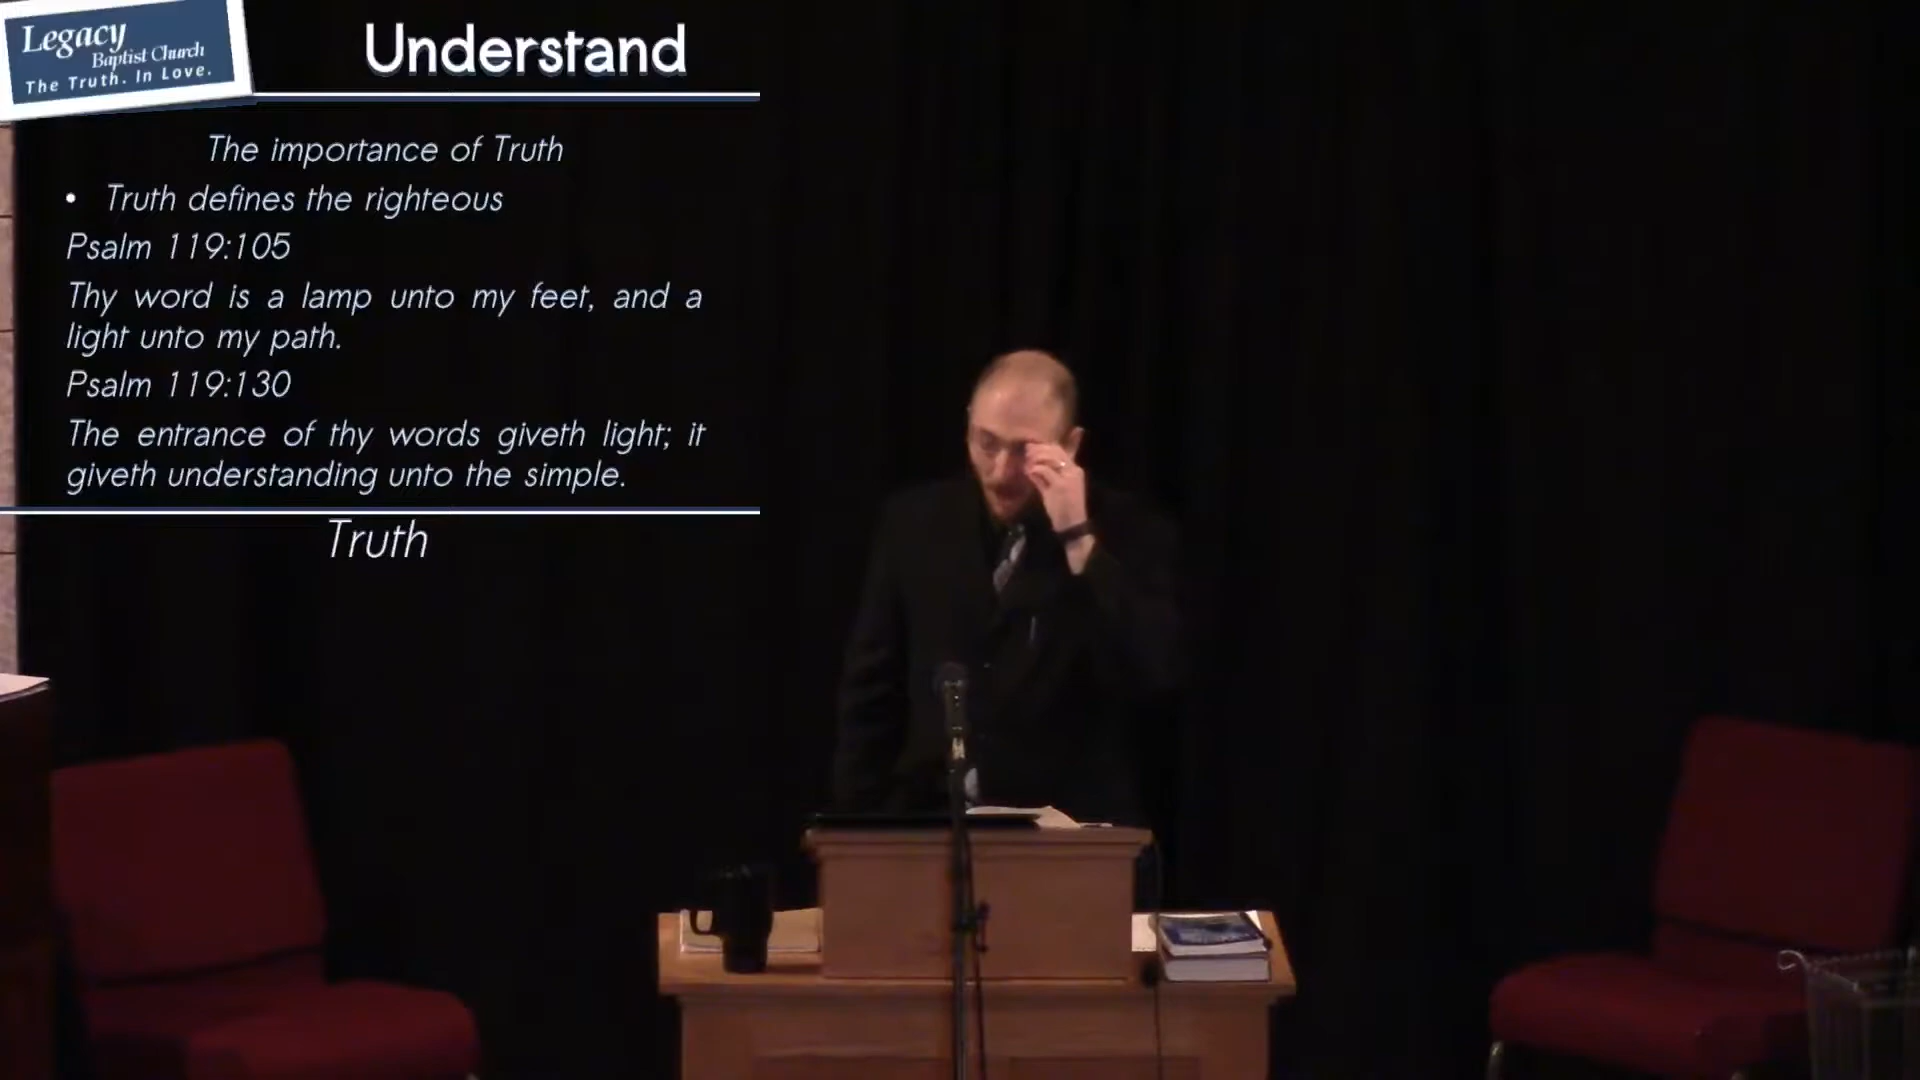 Legacy
Baptist Church
The Truth. In Love.
Understand
The importance of Truth
• Truth defines the righteous
Psalm 119:105
Thy word is a lamp unto my feet, and a
light unto my path.
Psalm 119:130
The entrance of thy words giveth light; it
giveth understanding unto the simple.
Truth